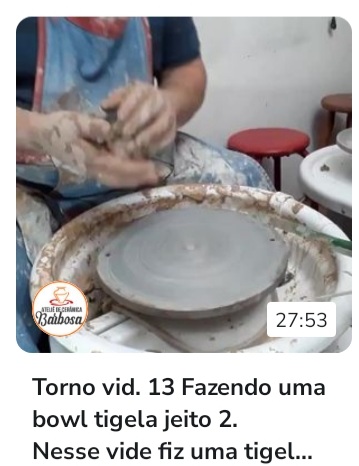 ATELIÊ DE CERÂMICA
Barbosa
27:53
Torno vid. 13 Fazendo uma
bowl tigela jeito 2.
Nesse vide fiz uma tigel...